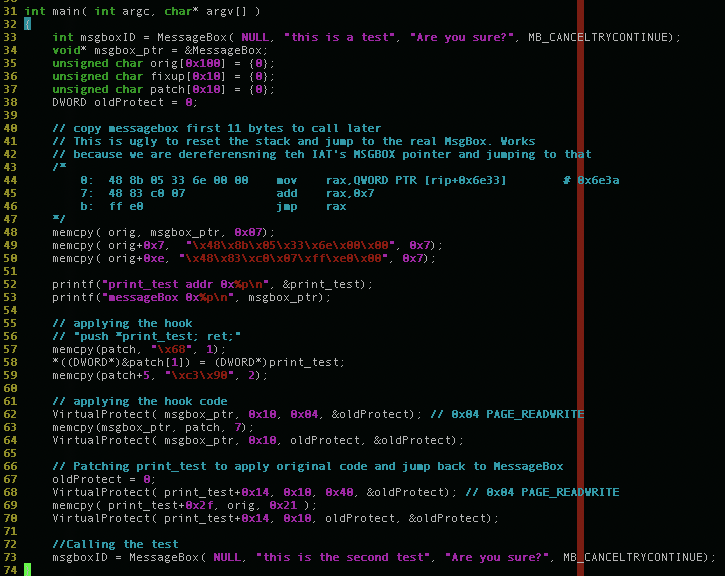 31 int main( int argc, char* argv[] )
32 {
33     int msgboxID = MessageBox( NULL, "this is a test", "Are you sure?", MB_CANCELTRYCONTINUE);
34     void* msgbox_ptr = &MessageBox;
35     unsigned char orig[0x100] = {0};
36     unsigned char fixup[0x10] = {0};
37     unsigned char patch[0x10] = {0};
38     DWORD oldProtect = 0;
39
40     // copy messagebox first 11 bytes to call later
41     // This is ugly to reset the stack and jump to the real MsgBox. Works
42     // because we are dereferensning teh IAT's MSGBOX pointer and jumping to that
43     /*
44         0:  48 8b 05 33 6e 00 00    mov    rax,QWORD PTR [rip+0x6e33]        # 0x6e3a
45         7:  48 83 c0 07             add    rax,0x7
46         b:  ff e0                   jmp    rax
47     */
48     memcpy( orig, msgbox_ptr, 0x07);
49     memcpy( orig+0x7,  "\x48\x8b\x05\x33\x6e\x00\x00", 0x7);
50     memcpy( orig+0xe, "\x48\x83\xc0\x07\xff\xe0\x00", 0x7);
51
52     printf("print_test addr 0x%p\n", &print_test);
53     printf("messageBox 0x%p\n", msgbox_ptr);
54
55     // applying the hook
56     // "push *print_test; ret;"
57     memcpy(patch, "\x68", 1);
58     *((DWORD*)&patch[1]) = (DWORD*)print_test;
59     memcpy(patch+5, "\xc3\x90", 2);
60
61     // applying the hook code
62     VirtualProtect( msgbox_ptr, 0x10, 0x04, &oldProtect); // 0x04 PAGE_READWRITE
63     memcpy(msgbox_ptr, patch, 7);
64     VirtualProtect( msgbox_ptr, 0x10, oldProtect, &oldProtect);
65
66     // Patching print_test to apply original code and jump back to MessageBox
67     oldProtect = 0;
68     VirtualProtect( print_test+0x14, 0x10, 0x40, &oldProtect); // 0x04 PAGE_READWRITE
69     memcpy( print_test+0x2f, orig, 0x21 );
70     VirtualProtect( print_test+0x14, 0x10, oldProtect, &oldProtect);
71
72     //Calling the test
73     msgboxID = MessageBox( NULL, "this is the second test", "Are you sure?", MB_CANCELTRYCONTINUE);
74